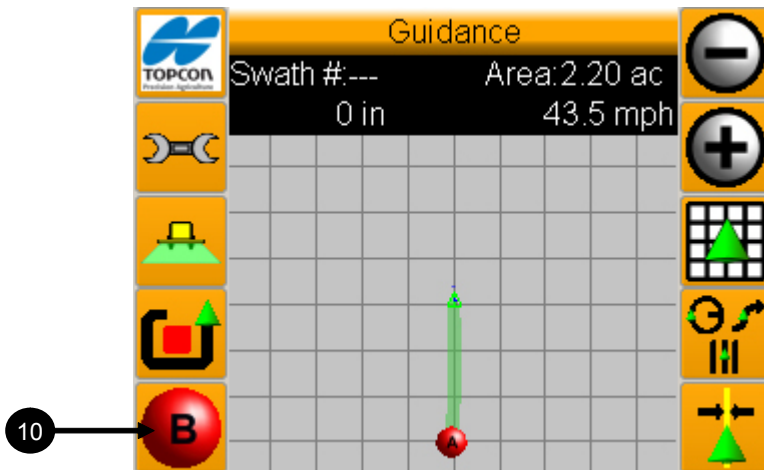 Guidance
TOPCON
Precision Agriculture
Swath #:---
Area:2.20 ac
0 in
43.5 mph
A
10
B